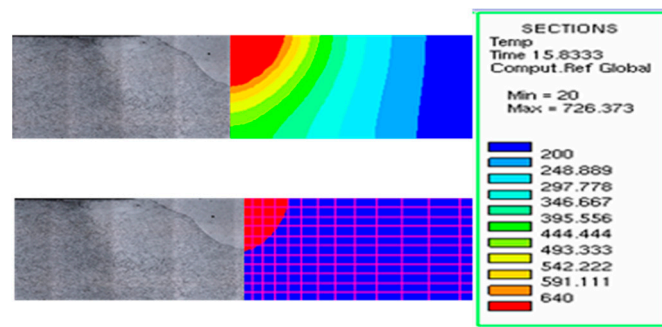 SECTIONS
Temp
Time 15.8333
Comput.Ref Global
Min = 20
Max = 726.373
200
248.889
297.778
346.667
395.556
444.444
493.333
542.222
591.111
640